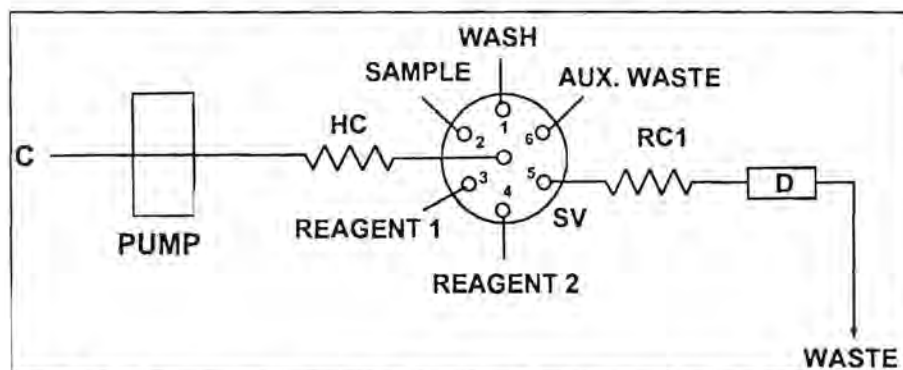 WASH
SAMPLE
AUX. WASTE
HC
1
2
6
RC1
C
3
5
D
4
REAGENT 1
SV
PUMP
REAGENT 2
WASTE